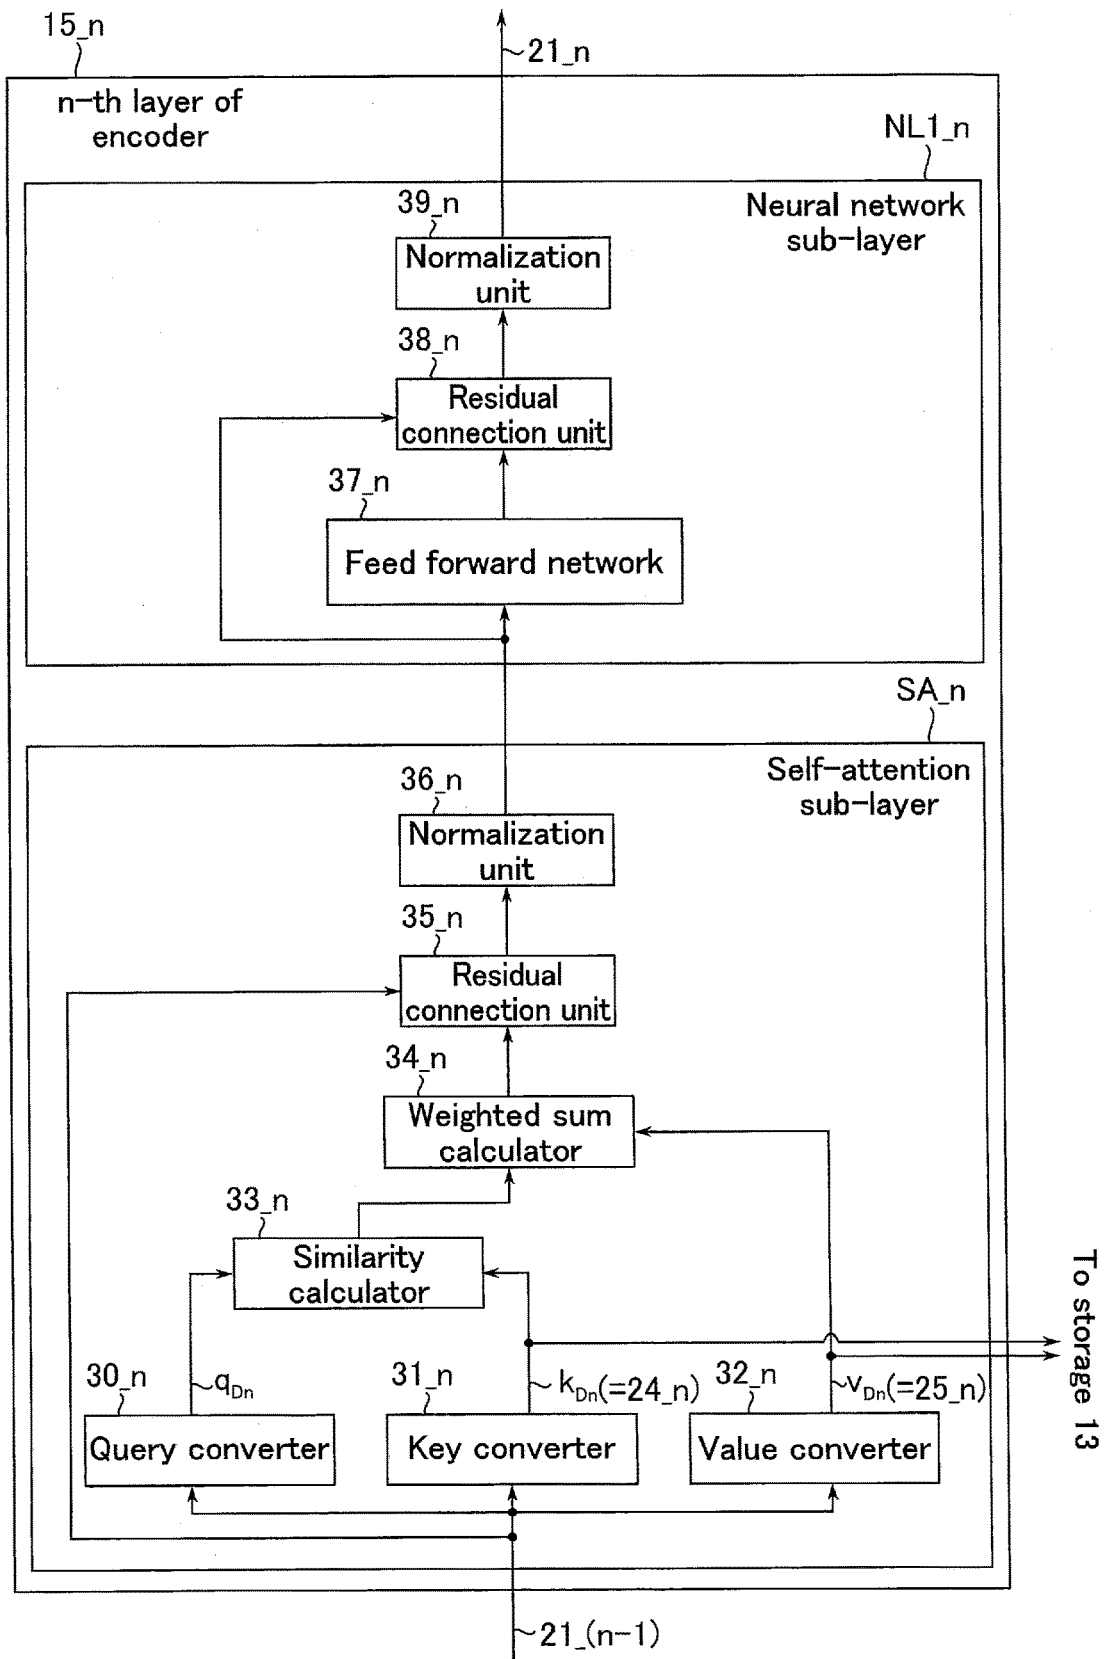 15_n
21_n
n-th layer of
encoder
NL1_n
Neural network
sub-layer
39_n
Normalization
unit
38_n
Residual
connection unit
37_n
Feed forward network
SA_n
Self-attention
sub-layer
36_n
Normalization
unit
35_n
Residual
connection unit
34_n
Weighted sum
calculator
33_n
Similarity
calculator
To storage 13
30_n
qDn
31_n
kDn(=24_n)
32_n
vDn(=25_n)
Query converter
Key converter
Value converter
21_(n-1)